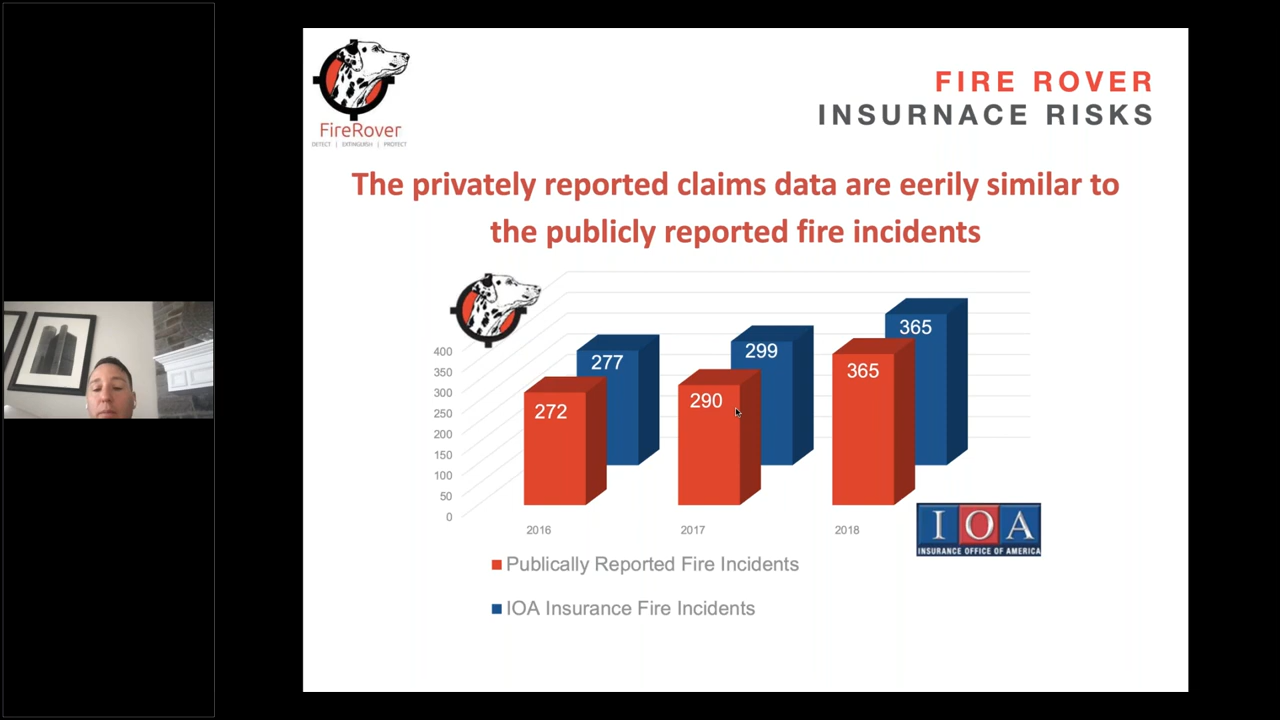 FireRover
DETECT | EXTINGUISH | PROTECT
FIRE ROVER
INSURNACE RISKS
The privately reported claims data are eerily similar to
the publicly reported fire incidents
400
350
300
250
200
150
100
50
0
272
277
290
299
365
365
2016
2017
2018
IOA
INSURANCE OFFICE OF AMERICA
Publically Reported Fire Incidents
IOA Insurance Fire Incidents